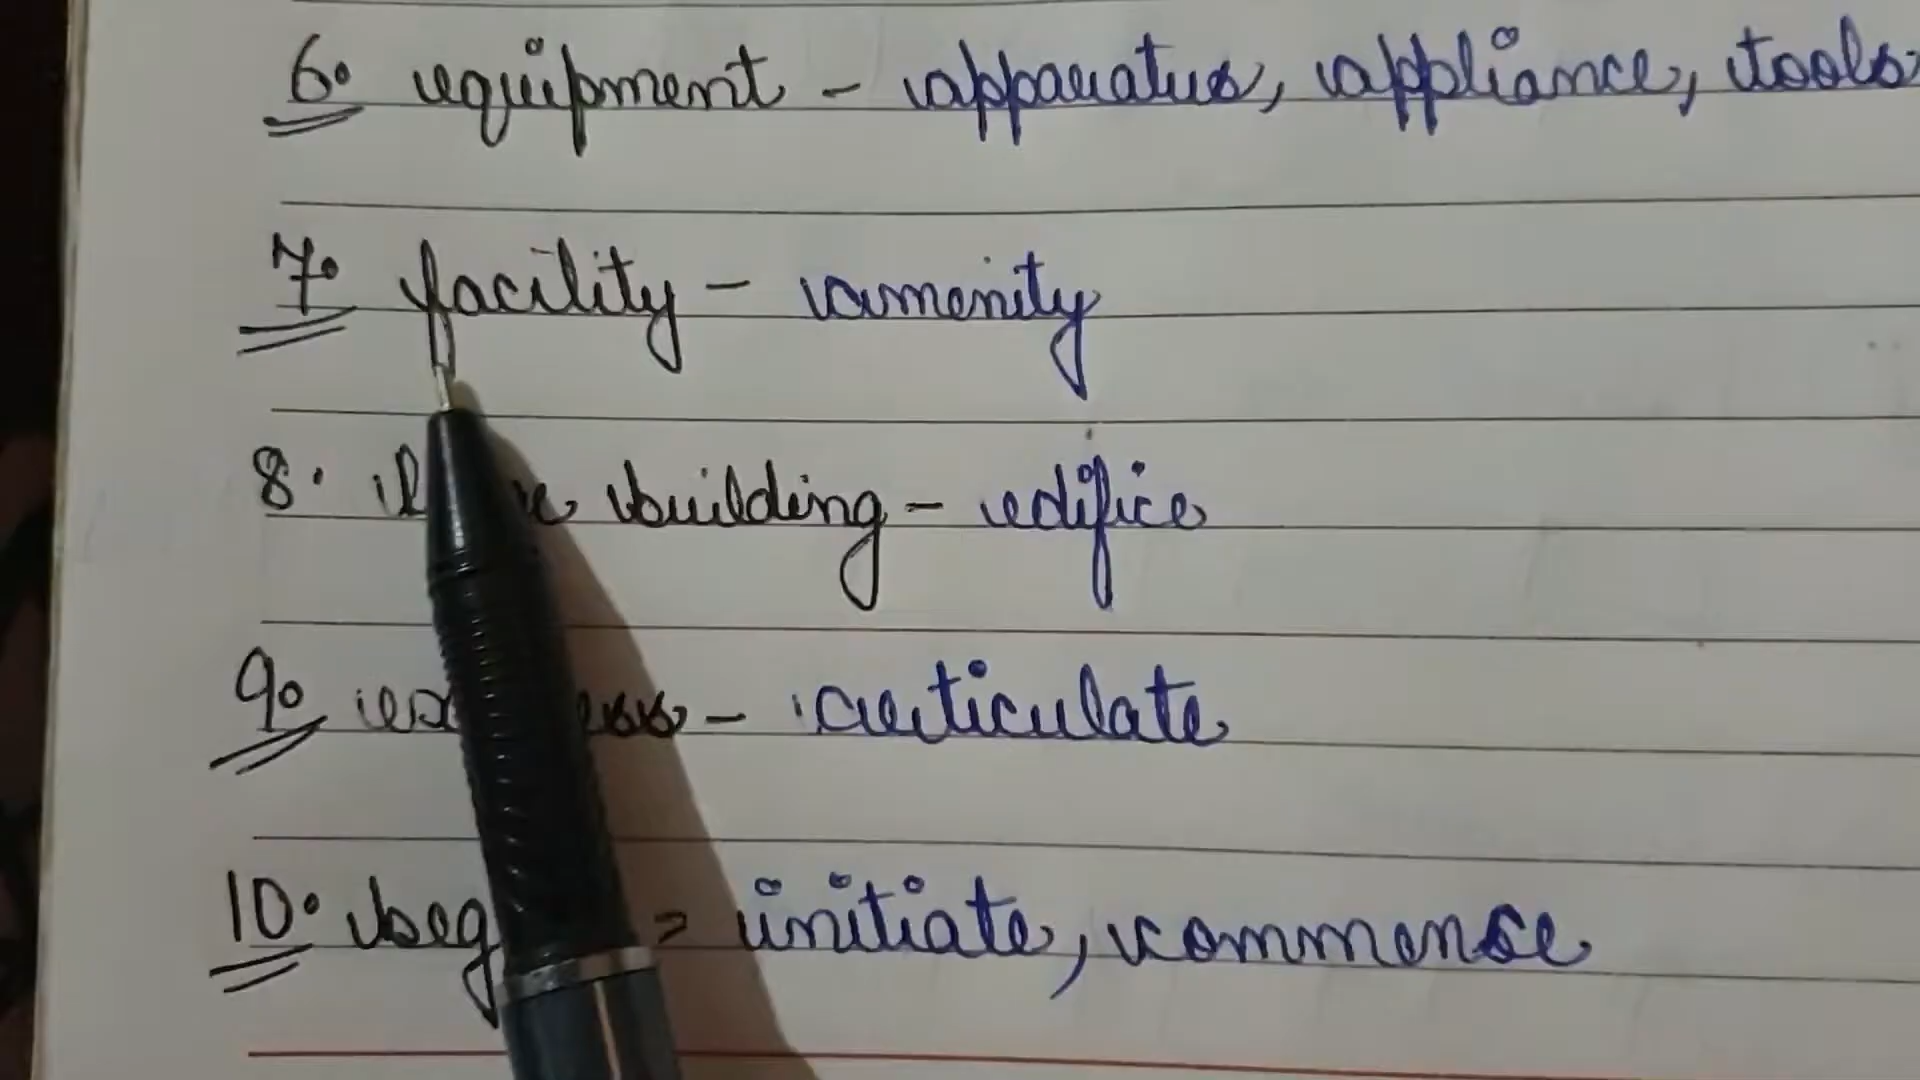 6. equipment - apparatus, appliance, tools
7. facility - amenity
8. building - edifice
9. - articulate
10. = initiate, commence